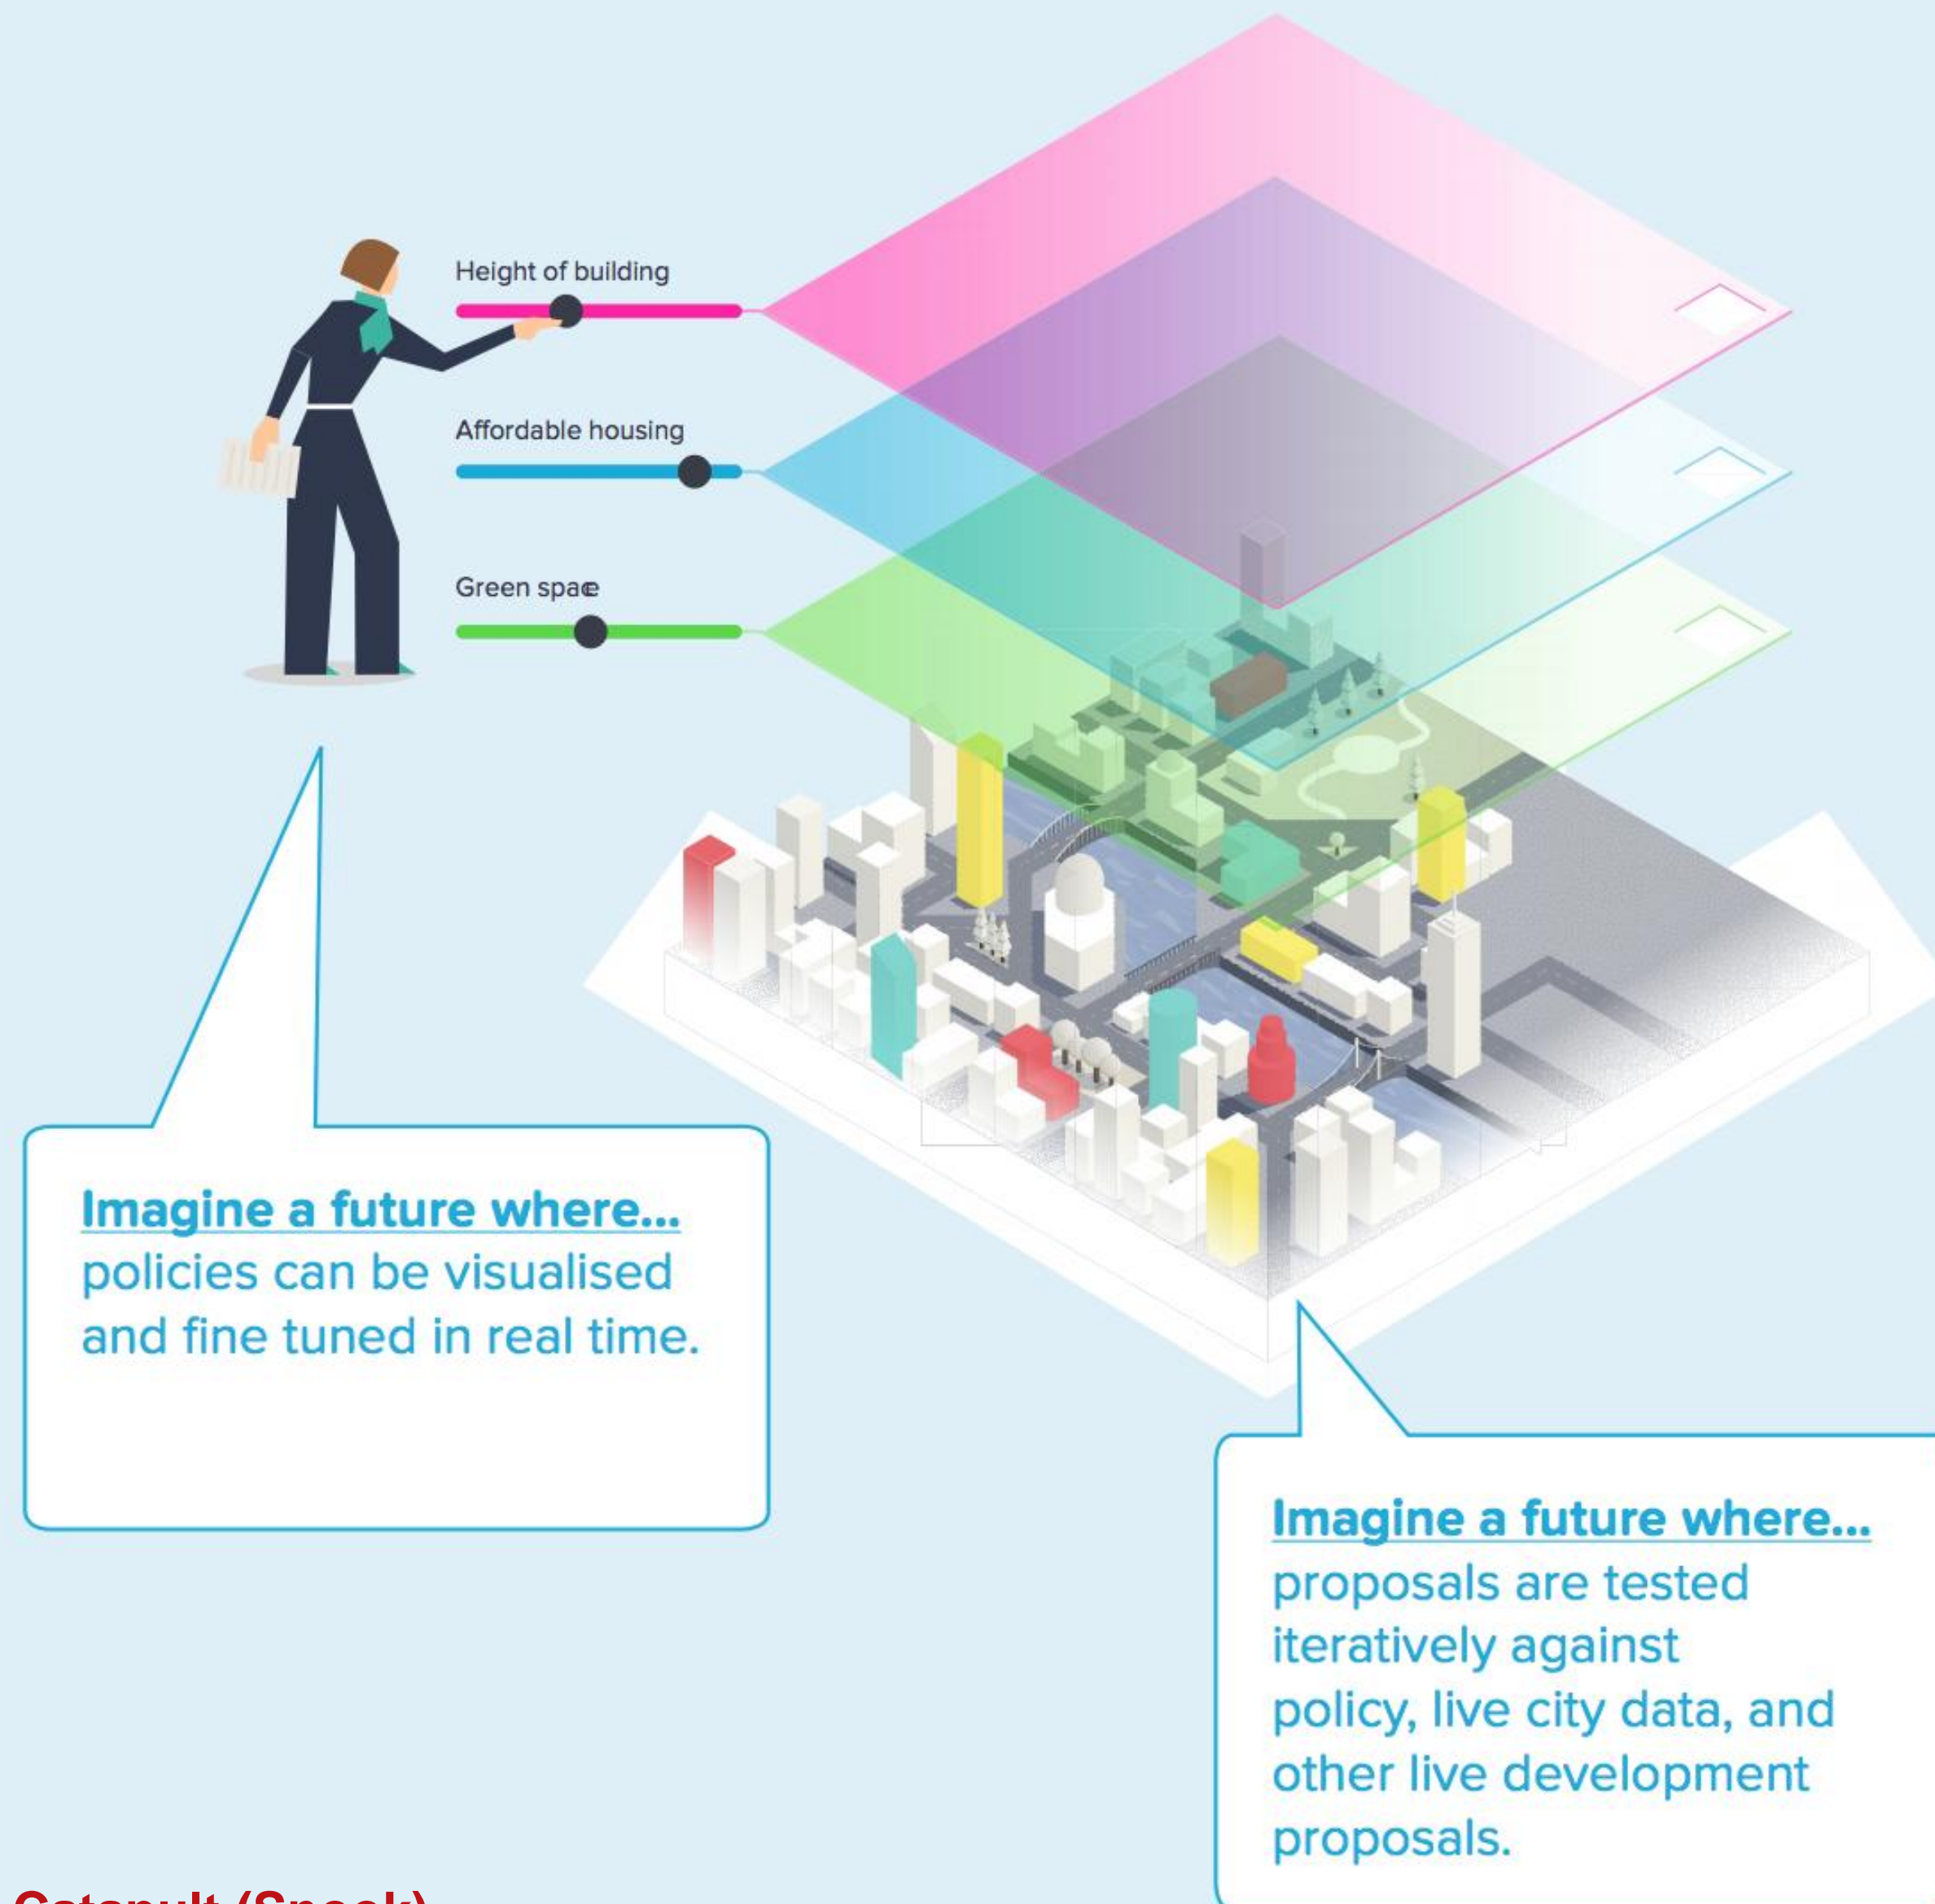 Height of building
Affordable housing
Green space
Imagine a future where...
policies can be visualised
and fine tuned in real time.
Imagine a future where...
proposals are tested
iteratively against
policy, live city data, and
other live development
proposals.
Catapult (Snook)